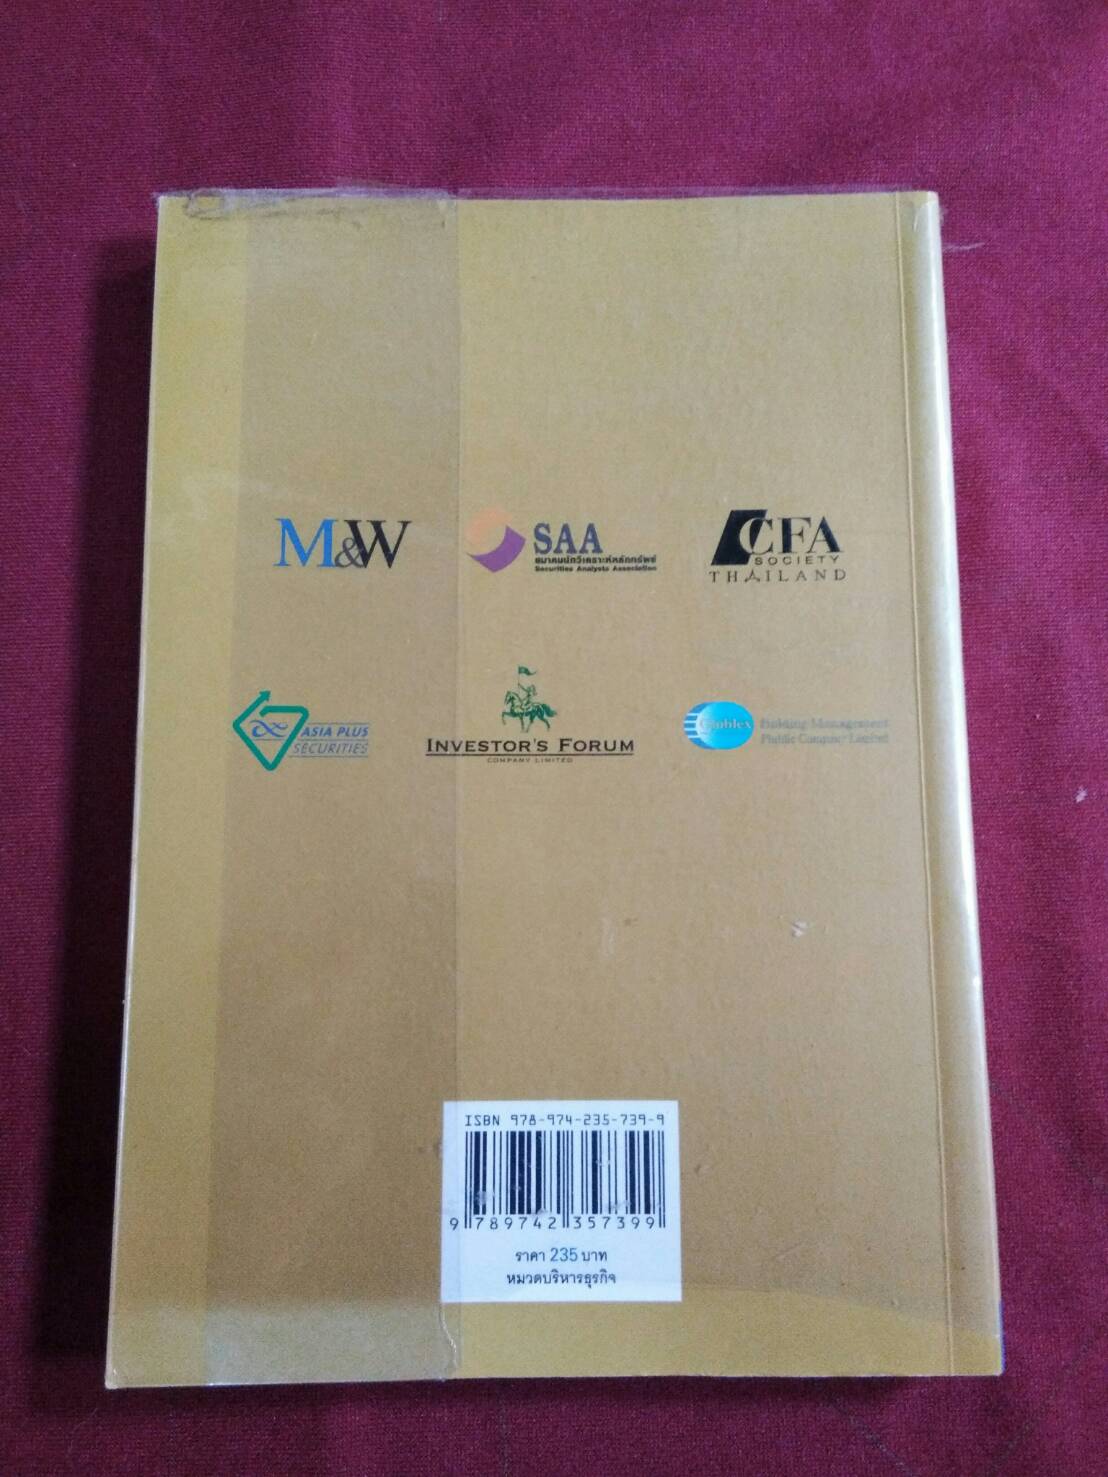 M&W
SAA
สมาคมนักวิเคราะห์หลักทรัพย์
Securities Analysts Association
CFA
SOCIETY
THAILAND
ASIA PLUS
SECURITIES
INVESTOR'S FORUM
COMPANY LIMITED
Globlex
Holding Management
Public Company Limited
ISBN 978-974-235-739-9
9 789742 357399
ราคา 235 บาท
หมวดบริหารธุรกิจ